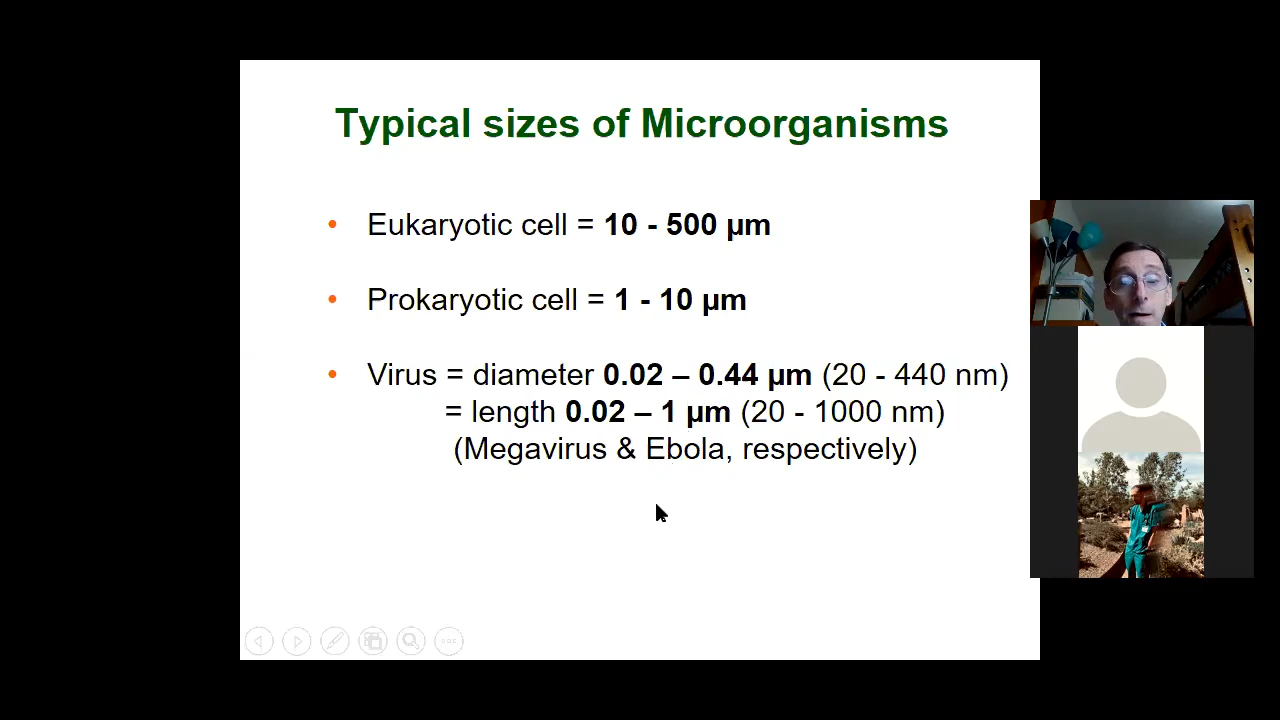 Typical sizes of Microorganisms
• Eukaryotic cell = 10 - 500 µm
• Prokaryotic cell = 1 - 10 µm
• Virus = diameter 0.02 – 0.44 µm (20 - 440 nm)
= length 0.02 – 1 µm (20 - 1000 nm)
(Megavirus & Ebola, respectively)